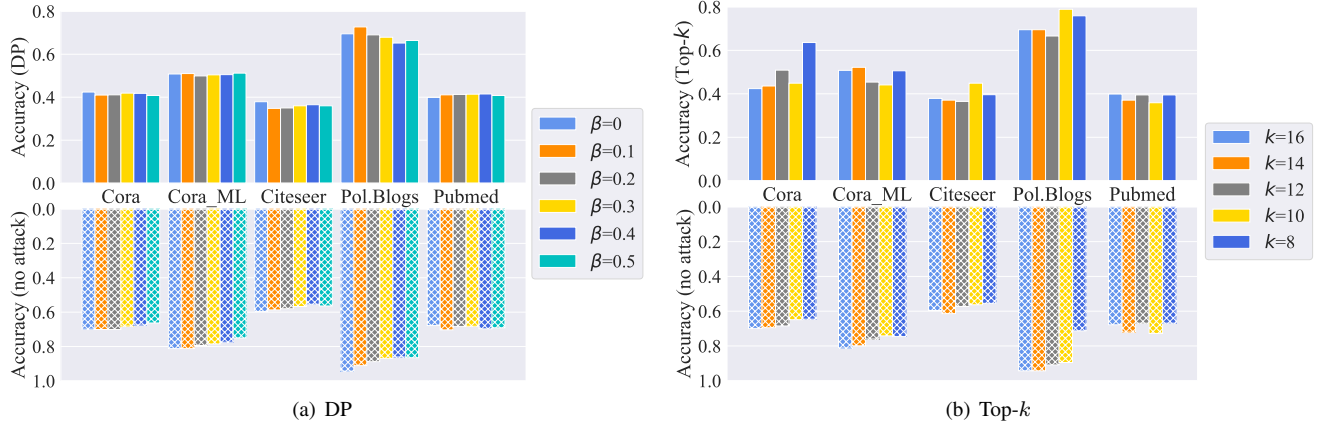 Accuracy (DP)
0.8
0.6
0.4
0.2
0.0
Cora Cora_ML Citeseer Pol.Blogs Pubmed
Accuracy (no attack)
0.0
0.2
0.4
0.6
0.8
1.0
β=0
β=0.1
β=0.2
β=0.3
β=0.4
β=0.5
(a) DP
Accuracy (Top-k)
0.8
0.6
0.4
0.2
0.0
Cora Cora_ML Citeseer Pol.Blogs Pubmed
Accuracy (no attack)
0.0
0.2
0.4
0.6
0.8
1.0
k=16
k=14
k=12
k=10
k=8
(b) Top-k